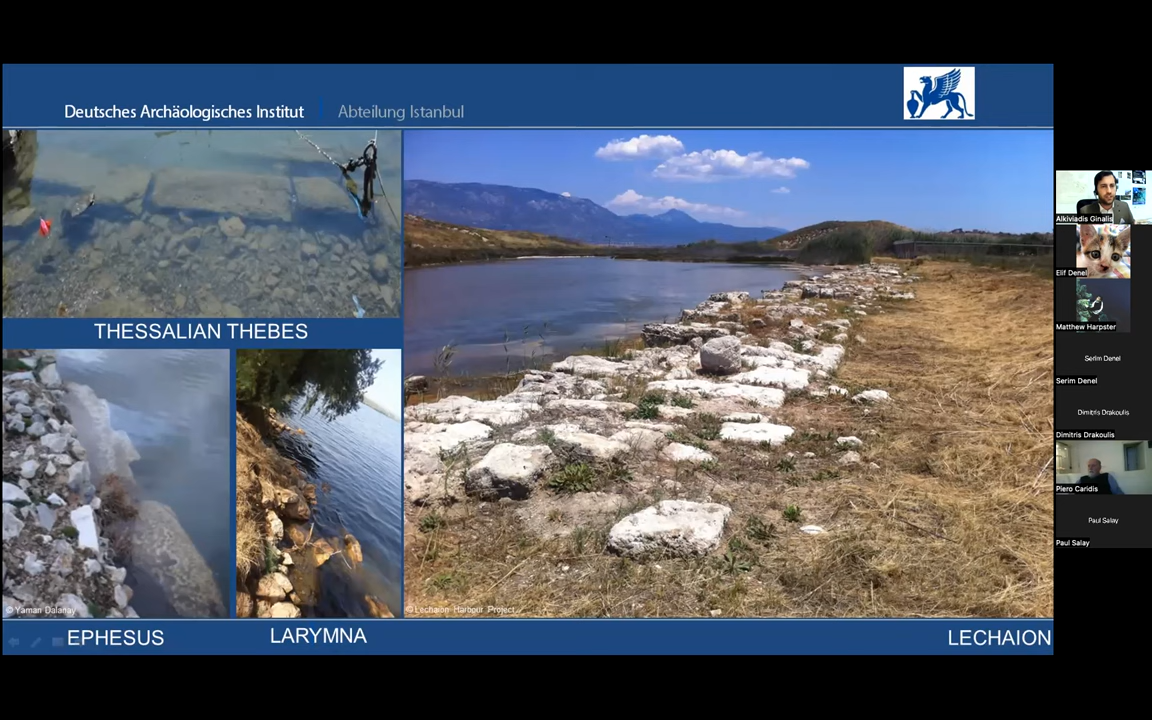 Deutsches Archäologisches Institut
Abteilung Istanbul
THESSALIAN THEBES
© Yaman Dalanay
© Lechaion Harbour Project
EPHESUS
LARYMNA
LECHAION
Alkiviadis Ginalis
Elif Denel
Matthew Harpster
Serim Denel
Serim Denel
Dimitris Drakoulis
Dimitris Drakoulis
Piero Caridis
Paul Salay
Paul Salay